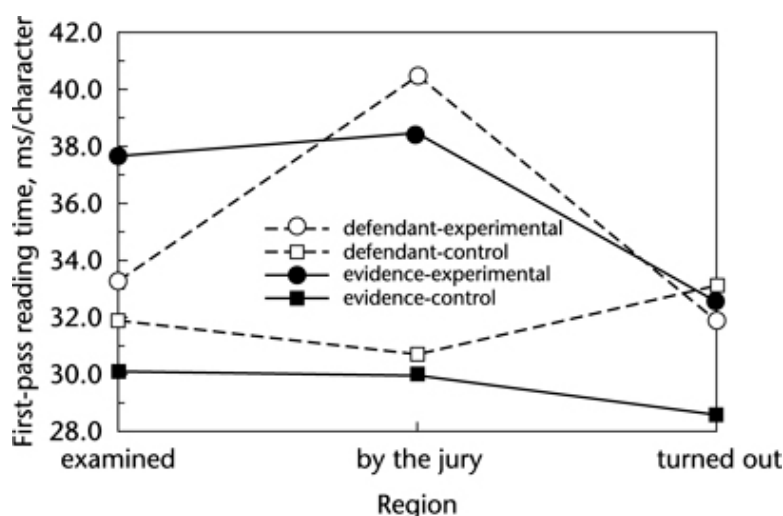 First-pass reading time, ms/character
42.0
40.0
38.0
36.0
34.0
32.0
30.0
28.0
defendant-experimental
defendant-control
evidence-experimental
evidence-control
examined
by the jury
turned out
Region